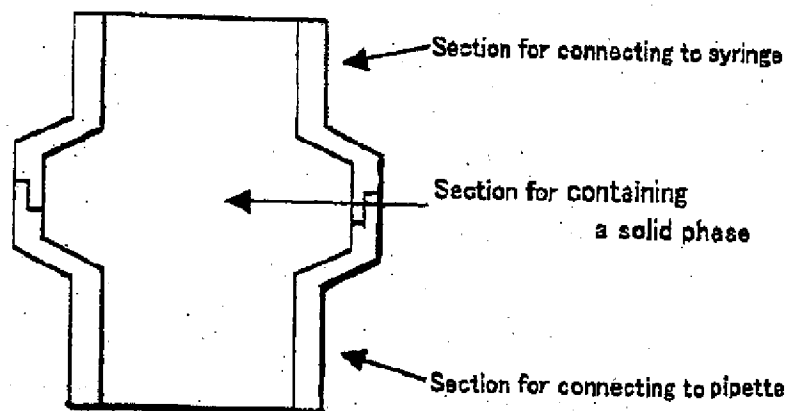 Section for connecting to syringe
Section for containing
a solid phase
Section for connecting to pipette